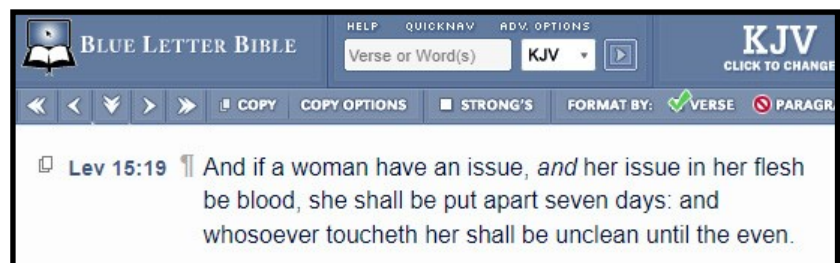 HELP QUICKNAV ADV. OPTIONS
BLUE LETTER BIBLE
Verse or Word(s) KJV
KJV
CLICK TO CHANGE
COPY COPY OPTIONS STRONG'S FORMAT BY: VERSE PARAGR
Lev 15:19 ¶ And if a woman have an issue, and her issue in her flesh
be blood, she shall be put apart seven days: and
whosoever toucheth her shall be unclean until the even.